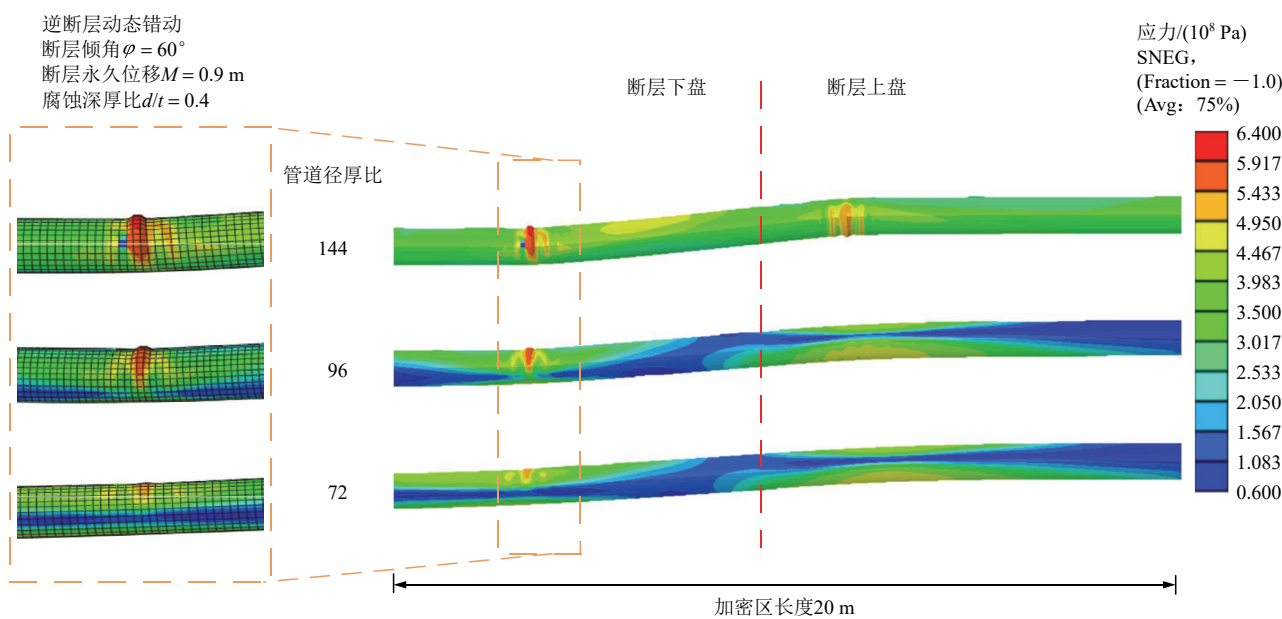 逆断层动态错动
断层倾角φ = 60°
断层永久位移M = 0.9 m
腐蚀深厚比d/t = 0.4
断层下盘
断层上盘
应力/(10⁸ Pa)
SNEG，
(Fraction = －1.0)
(Avg：75%)
管道径厚比
144
96
72
6.400
5.917
5.433
4.950
4.467
3.983
3.500
3.017
2.533
2.050
1.567
1.083
0.600
加密区长度20 m